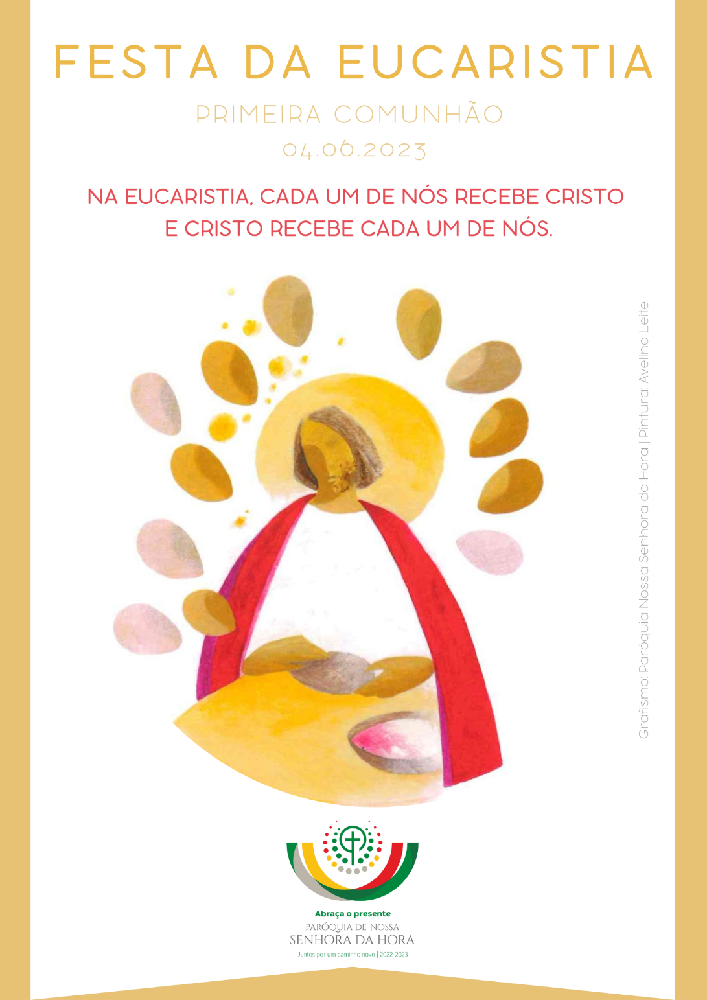 FESTA DA EUCARISTIA
PRIMEIRA COMUNHÃO
04.06.2023
NA EUCARISTIA, CADA UM DE NÓS RECEBE CRISTO
E CRISTO RECEBE CADA UM DE NÓS.
Grafismo: Paróquia Nossa Senhora da Hora | Pintura: Avelino Leite
Abraça o presente
PARÓQUIA DE NOSSA
SENHORA DA HORA
Juntos por um caminho novo | 2022-2023